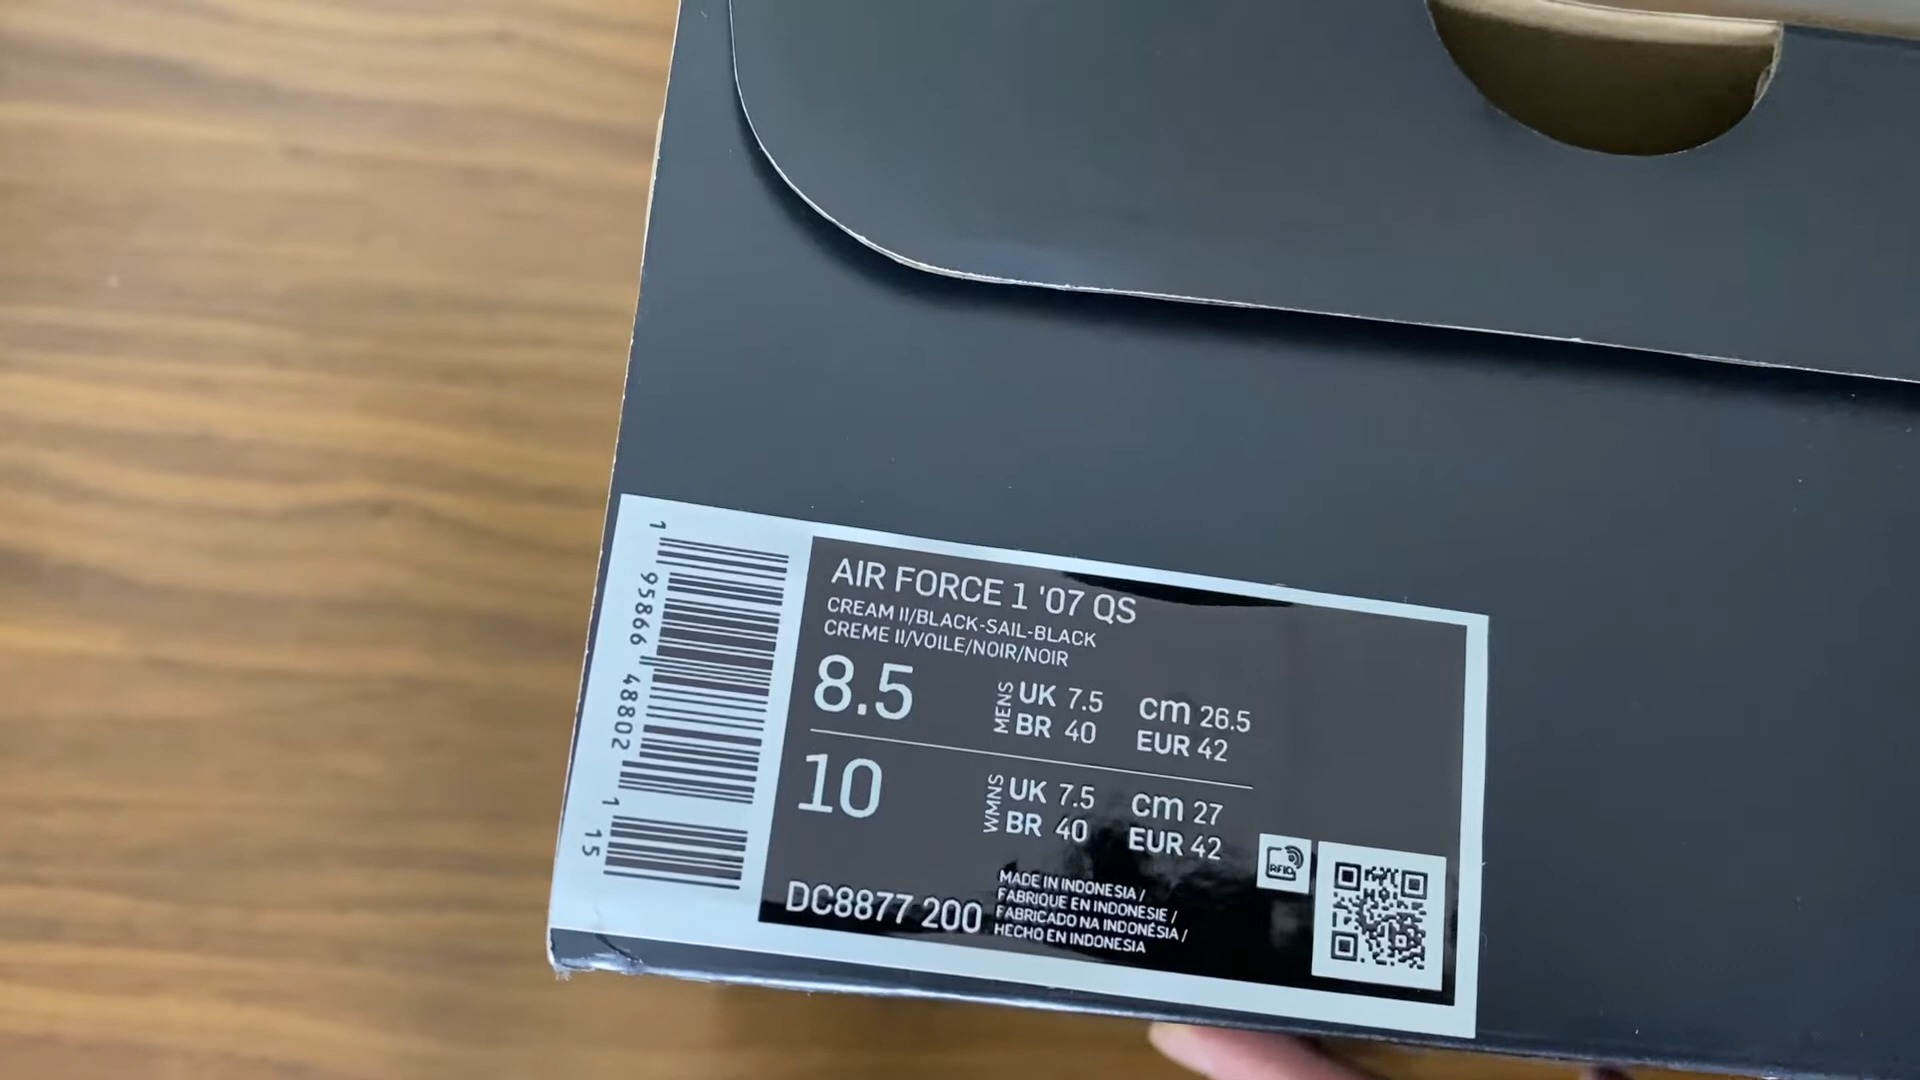 AIR FORCE 1 '07 QS
CREAM II/BLACK-SAIL-BLACK
CREME II/VOILE/NOIR/NOIR
8.5
MENS
UK 7.5
cm 26.5
BR 40
EUR 42
10
WMNS
UK 7.5
cm 27
BR 40
EUR 42
DC8877 200
MADE IN INDONESIA /
FABRIQUE EN INDONESIE /
FABRICADO NA INDONÉSIA /
HECHO EN INDONESIA
RFID
1 95866 48802 1 15